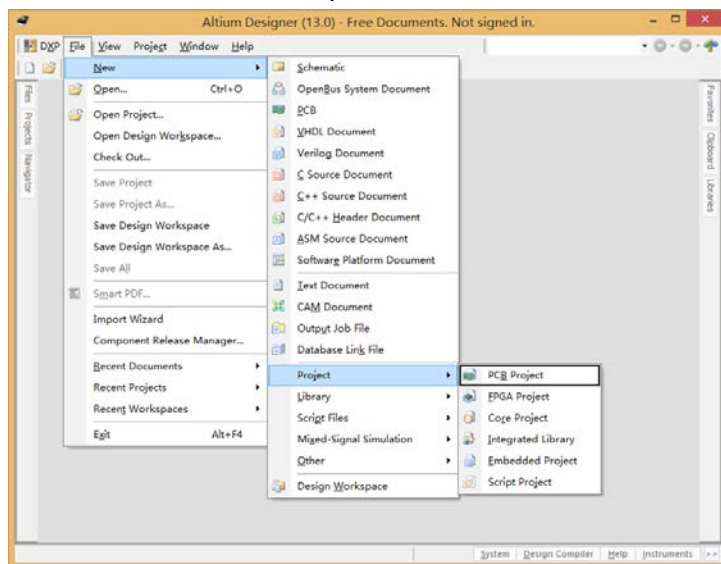 Altium Designer (13.0) - Free Documents. Not signed in.
DXP File View Project Window Help
New
Open... Ctrl+O
Open Project...
Open Design Workspace...
Check Out...
Save Project
Save Project As...
Save Design Workspace
Save Design Workspace As...
Save All
Smart PDF...
Import Wizard
Component Release Manager...
Recent Documents
Recent Projects
Recent Workspaces
Exit Alt+F4
Schematic
OpenBus System Document
PCB
VHDL Document
Verilog Document
C Source Document
C++ Source Document
C/C++ Header Document
ASM Source Document
Software Platform Document
Text Document
CAM Document
Output Job File
Database Link File
Project
Library
Script Files
Mixed-Signal Simulation
Other
Design Workspace
PCB Project
FPGA Project
Core Project
Integrated Library
Embedded Project
Script Project
Files
Projects
Navigator
Favorites
Clipboard
Libraries
System Design Compiler Help Instruments >>